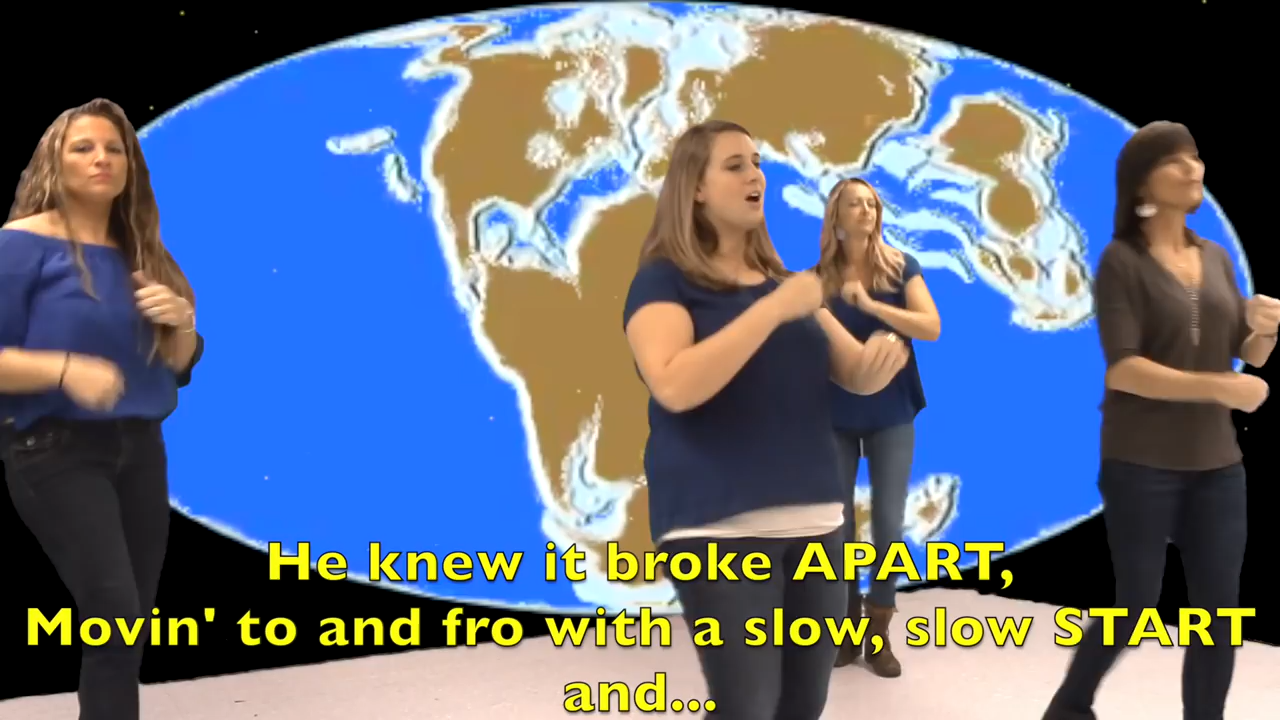 He knew it broke APART,
Movin' to and fro with a slow, slow START
and...